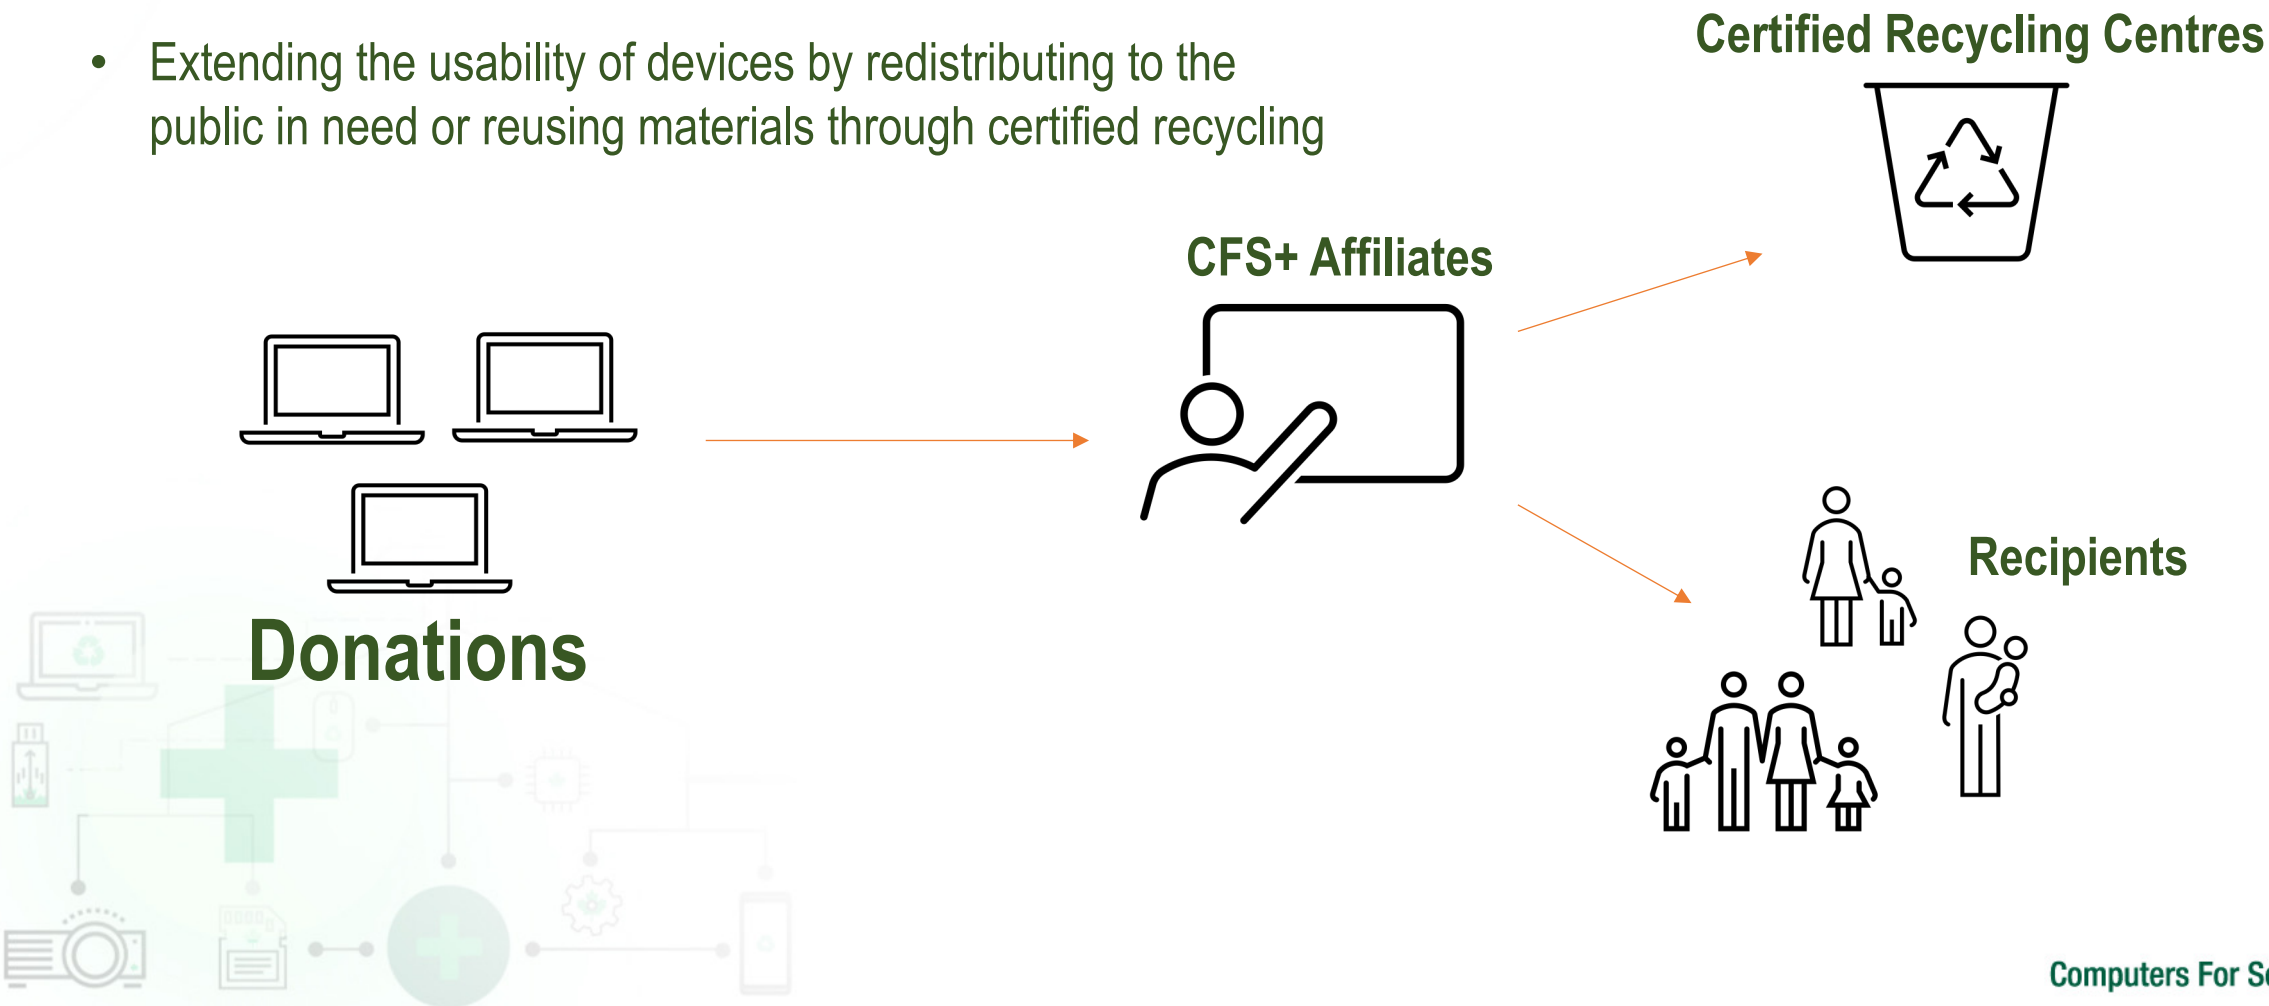 • Extending the usability of devices by redistributing to the
public in need or reusing materials through certified recycling
Certified Recycling Centres
CFS+ Affiliates
Donations
Recipients
Computers For